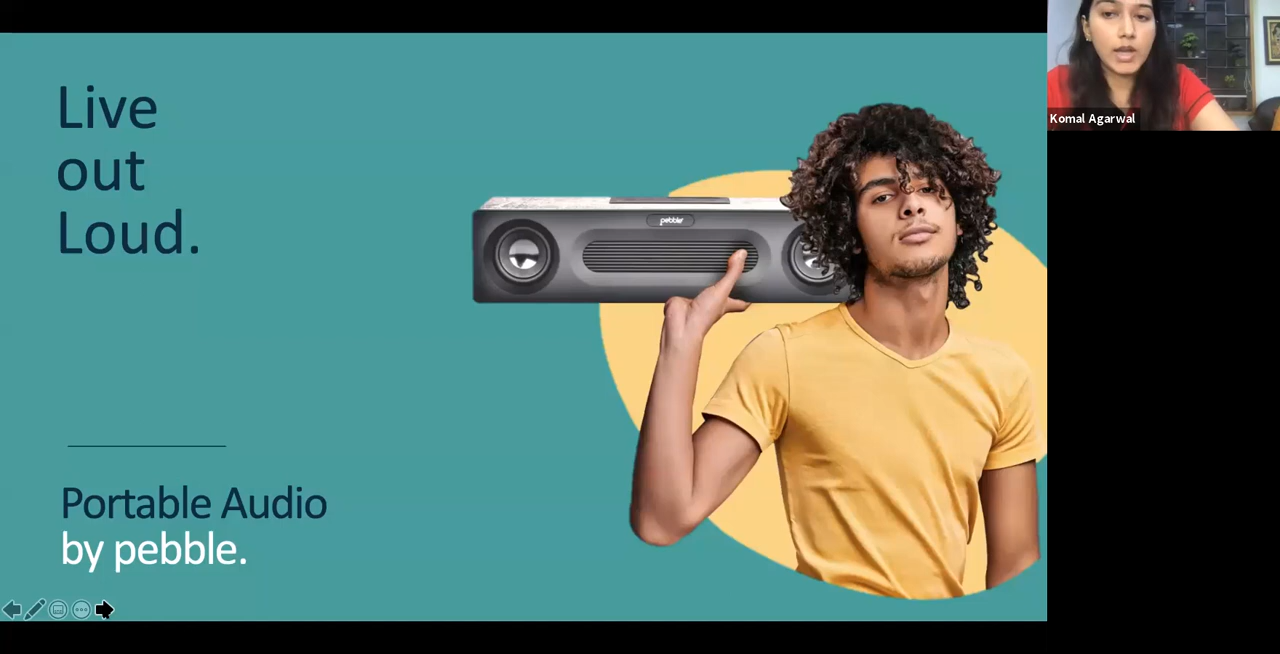 Live
out
Loud.
pebble
Portable Audio
by pebble.
Komal Agarwal